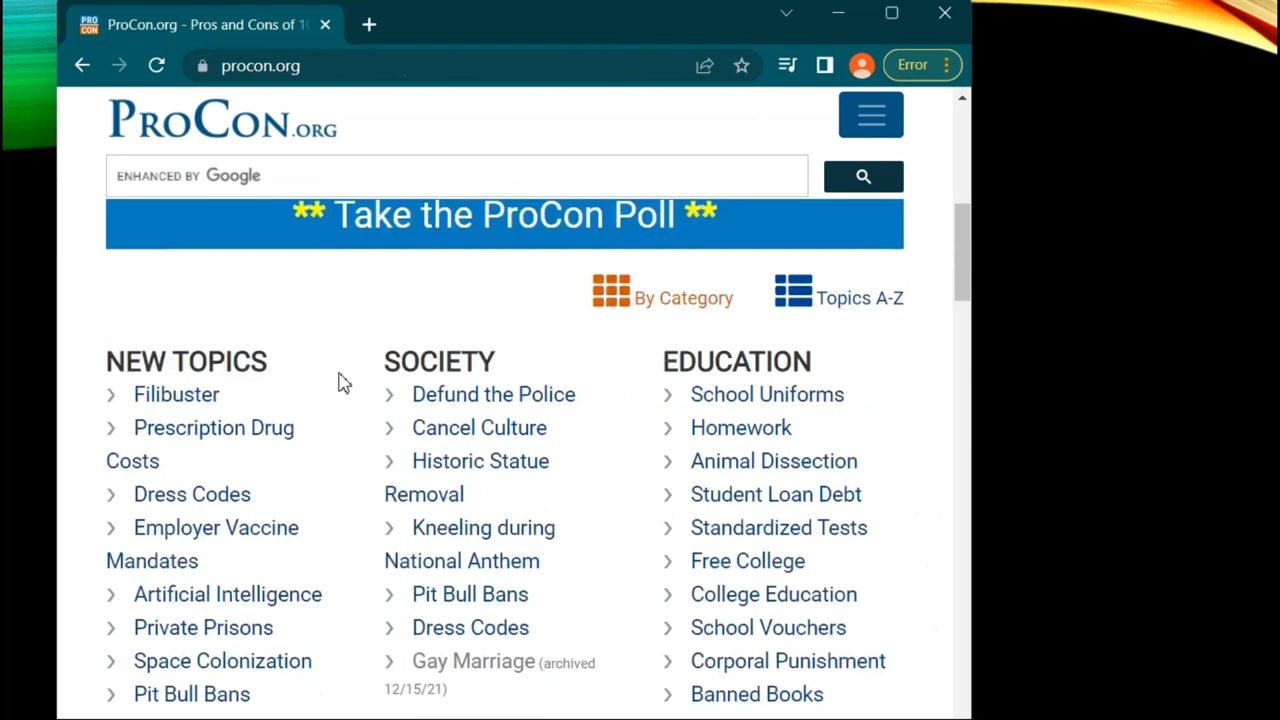 PRO
CON
ProCon.org - Pros and Cons of 1
procon.org
Error
PROCON.ORG
ENHANCED BY Google
** Take the ProCon Poll **
By Category
Topics A-Z
NEW TOPICS
Filibuster
Prescription Drug
Costs
Dress Codes
Employer Vaccine
Mandates
Artificial Intelligence
Private Prisons
Space Colonization
Pit Bull Bans
SOCIETY
Defund the Police
Cancel Culture
Historic Statue
Removal
Kneeling during
National Anthem
Pit Bull Bans
Dress Codes
Gay Marriage (archived
12/15/21)
EDUCATION
School Uniforms
Homework
Animal Dissection
Student Loan Debt
Standardized Tests
Free College
College Education
School Vouchers
Corporal Punishment
Banned Books